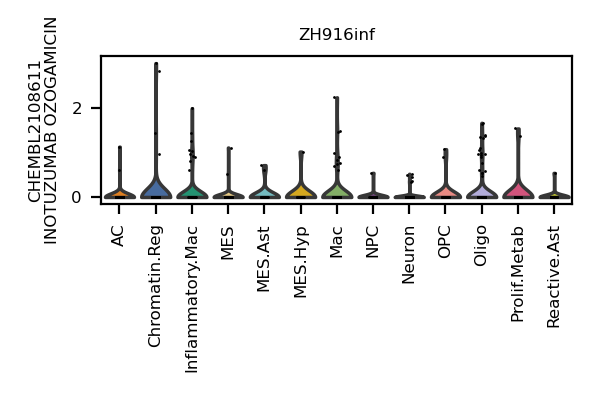 ZH916inf
CHEMBL2108611
INOTUZUMAB OZOGAMICIN
2
0
AC
Chromatin.Reg
Inflammatory.Mac
MES
MES.Ast
MES.Hyp
Mac
NPC
Neuron
OPC
Oligo
Prolif.Metab
Reactive.Ast